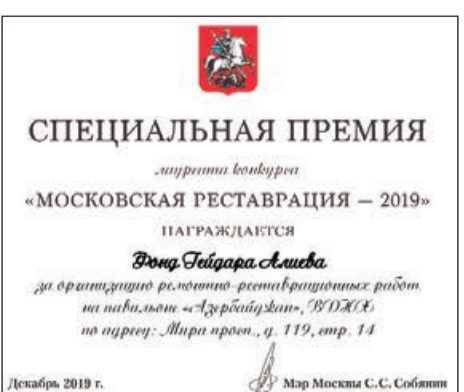 СПЕЦИАЛЬНАЯ ПРЕМИЯ
лауреата конкурса
«МОСКОВСКАЯ РЕСТАВРАЦИЯ — 2019»
НАГРАЖДАЕТСЯ
Фонд Гейдара Алиева
за организацию ремонтно-реставрационных работ
на павильоне «Азербайджан», ВДНХ
по адресу: Мира просп., д. 119, стр. 14
Декабрь 2019 г.
Мэр Москвы С.С. Собянин